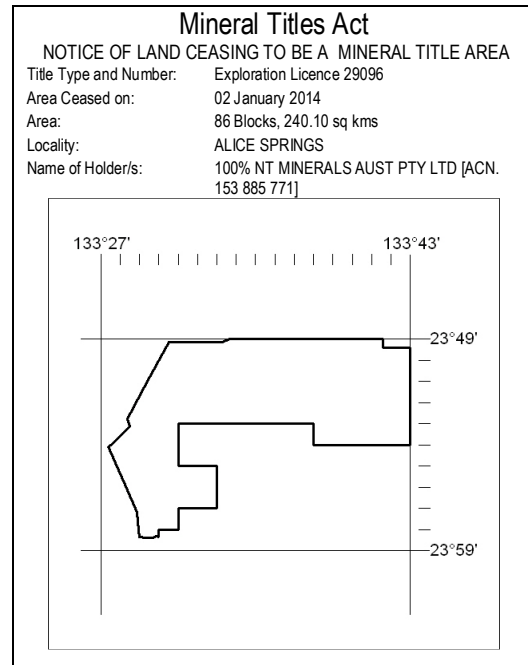 Mineral Titles Act
NOTICE OF LAND CEASING TO BE A MINERAL TITLE AREA
Title Type and Number: Exploration Licence 29096
Area Ceased on: 02 January 2014
Area: 86 Blocks, 240.10 sq kms
Locality: ALICE SPRINGS
Name of Holder/s: 100% NT MINERALS AUST PTY LTD [ACN.
153 885 771]
133°27' 133°43'
23°49'
23°59'